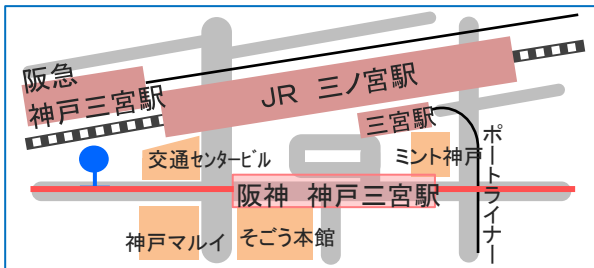 阪急
神戸三宮駅
JR 三ノ宮駅
三宮駅
交通センタービル
ミント神戸
ポートライナー
阪神 神戸三宮駅
神戸マルイ
そごう本館